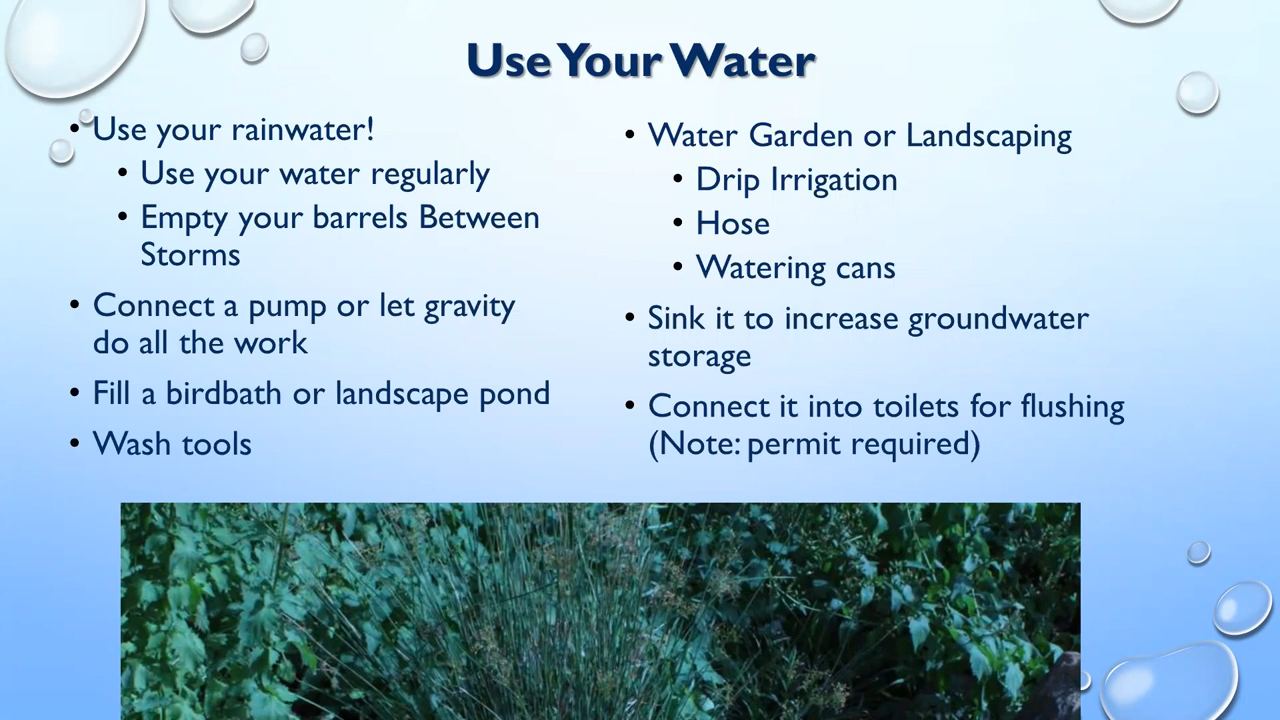 Use Your Water
• Use your rainwater!
• Use your water regularly
• Empty your barrels Between
Storms
• Connect a pump or let gravity
do all the work
• Fill a birdbath or landscape pond
• Wash tools
• Water Garden or Landscaping
• Drip Irrigation
• Hose
• Watering cans
• Sink it to increase groundwater
storage
• Connect it into toilets for flushing
(Note: permit required)